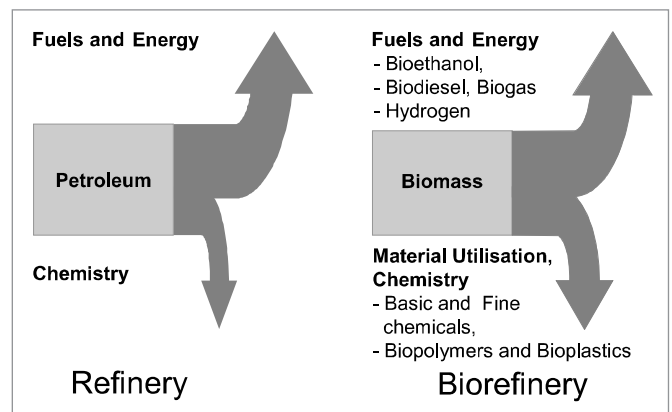 Fuels and Energy
Petroleum
Chemistry
Refinery
Fuels and Energy
- Bioethanol,
- Biodiesel, Biogas
- Hydrogen
Biomass
Material Utilisation,
Chemistry
- Basic and Fine
chemicals,
- Biopolymers and Bioplastics
Biorefinery